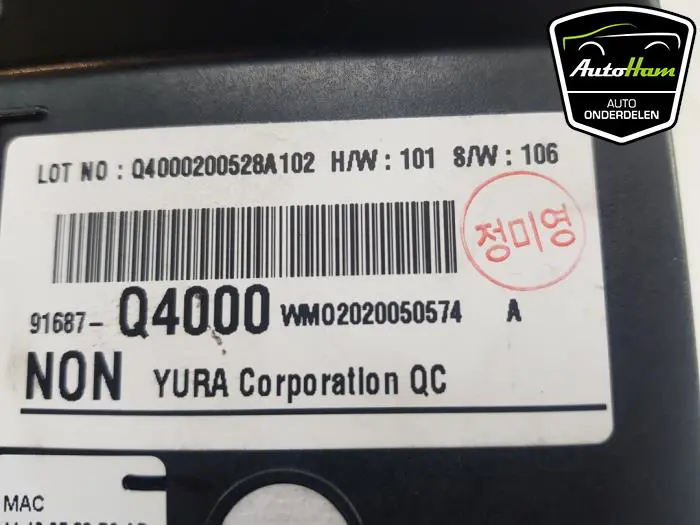 AutoHam
AUTO
ONDERDELEN
LOT NO : Q4000200528A102 H/W : 101 S/W : 106
정미영
91687- Q4000 WM02020050574 A
NON YURA Corporation QC
MAC